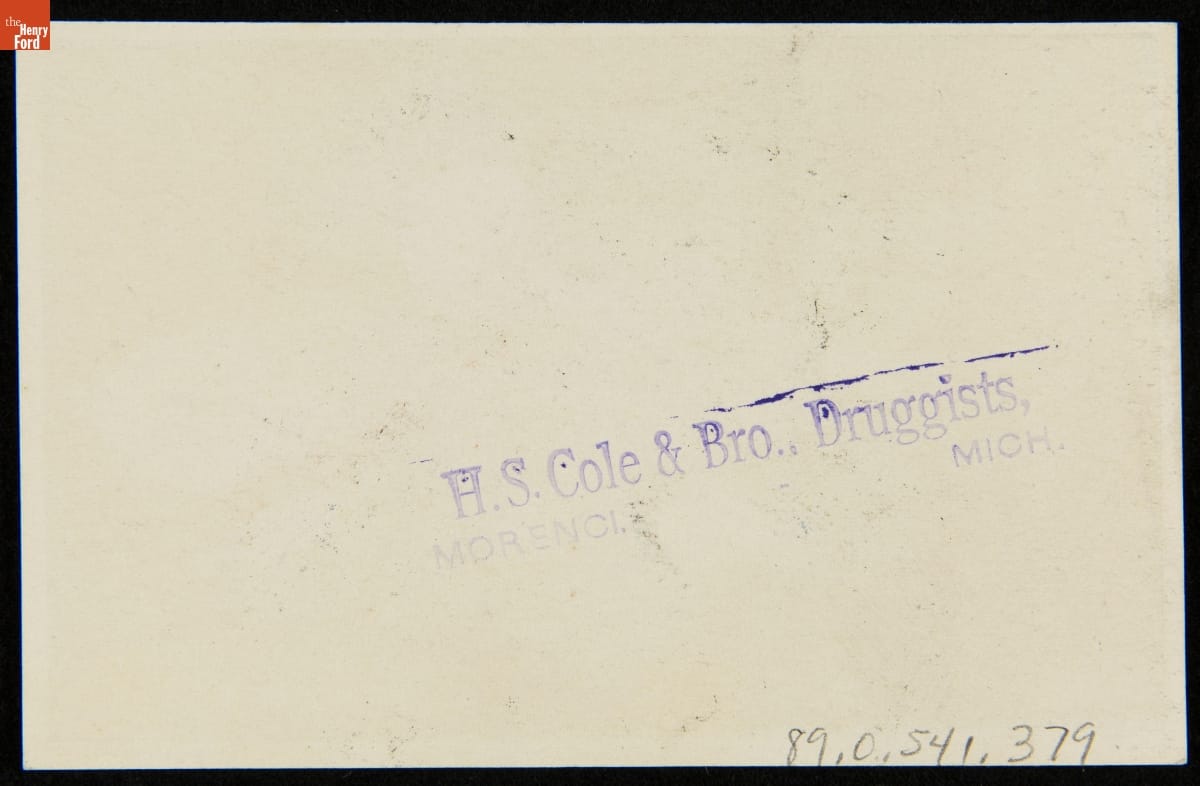 the
Henry
Ford
H. S. Cole & Bro., Druggists,
MORENCI. MICH.
89.0.541.379